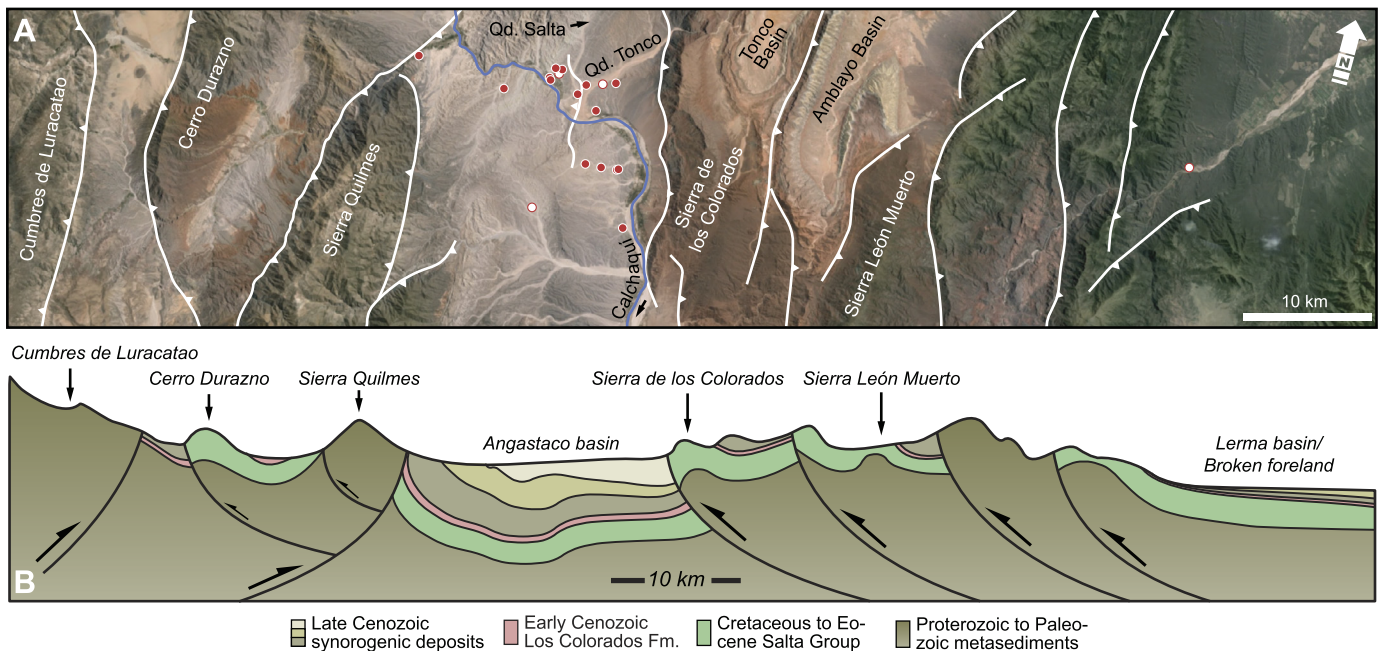 A
Cumbres de Luracatao
Cerro Durazno
Sierra Quilmes
Qd. Salta
Qd. Tonco
Calchaquí
Sierra de
los Colorados
Tonco
Basin
Amblayo Basin
Sierra León Muerto
N
10 km
Cumbres de Luracatao
Cerro Durazno
Sierra Quilmes
Angastaco basin
Sierra de los Colorados
Sierra León Muerto
Lerma basin/
Broken foreland
B
10 km
Late Cenozoic
synorogenic deposits
Early Cenozoic
Los Colorados Fm.
Cretaceous to Eo-
cene Salta Group
Proterozoic to Paleo-
zoic metasediments